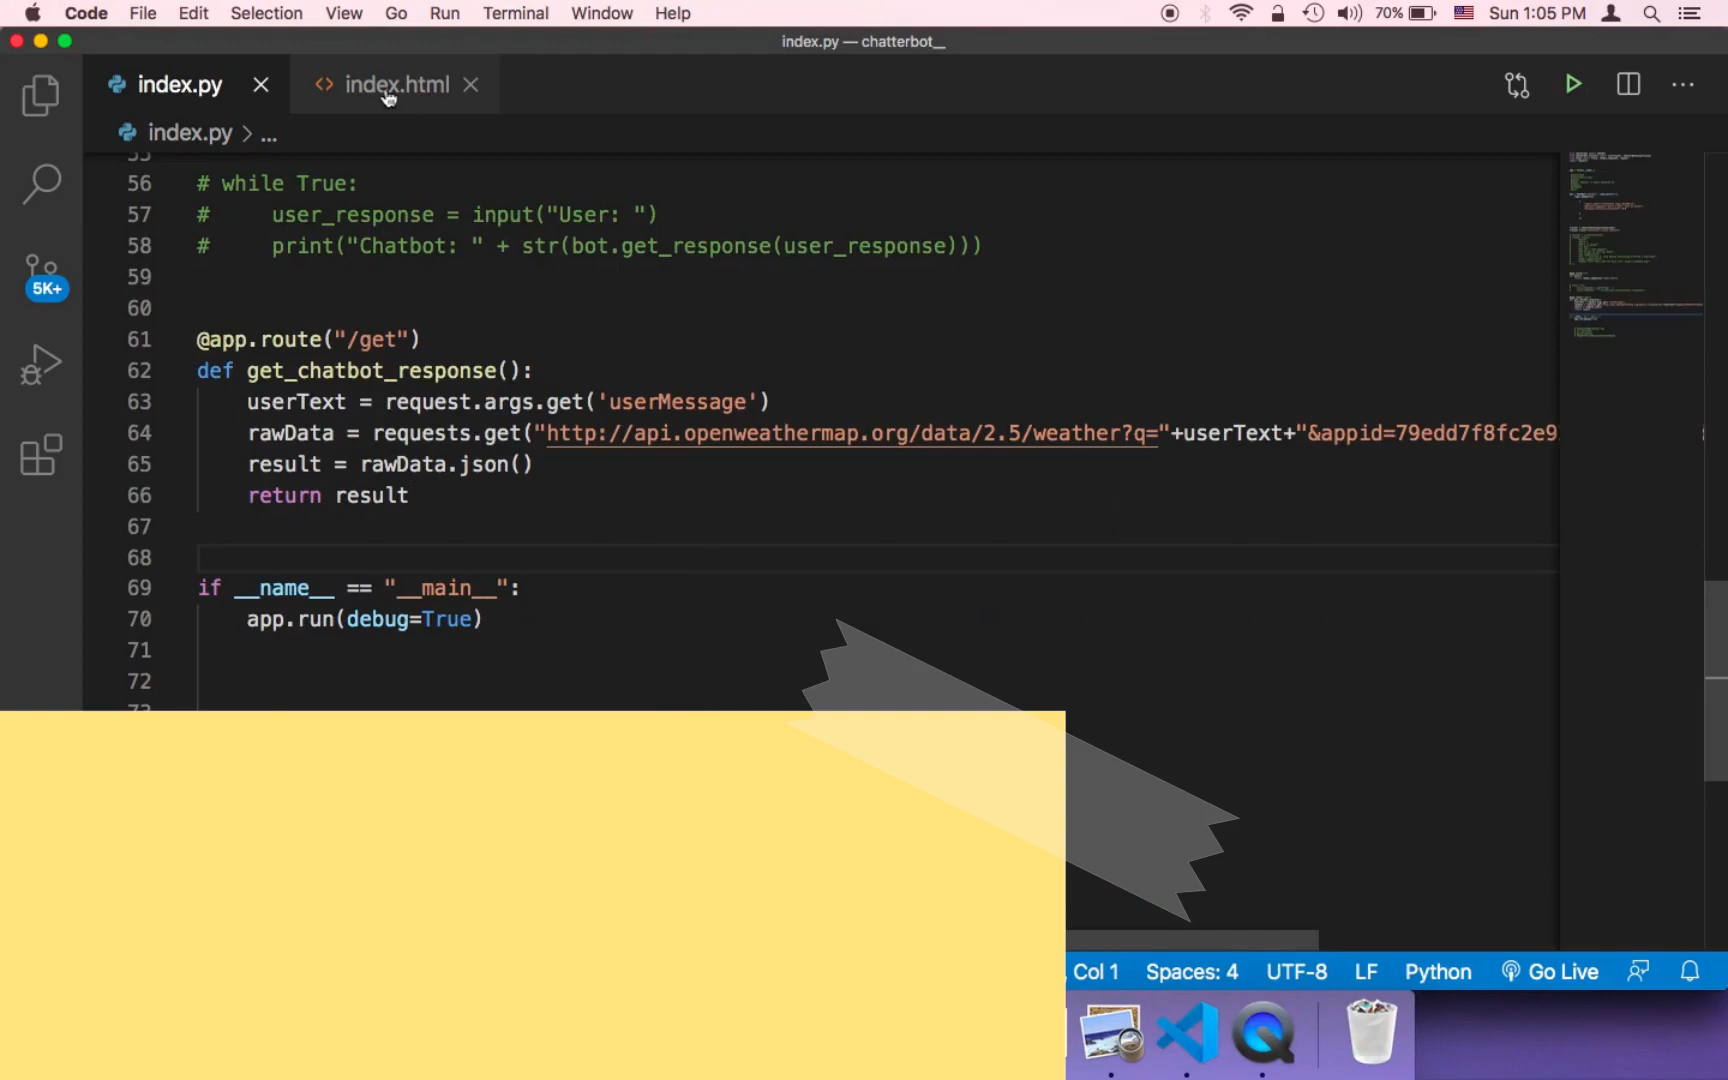 Code File Edit Selection View Go Run Terminal Window Help 70% Sun 1:05 PM
index.py — chatterbot__
index.py index.html
index.py > ...
55
56 # while True:
57 #     user_response = input("User: ")
58 #     print("Chatbot: " + str(bot.get_response(user_response)))
59
60
61 @app.route("/get")
62 def get_chatbot_response():
63     userText = request.args.get('userMessage')
64     rawData = requests.get("http://api.openweathermap.org/data/2.5/weather?q="+userText+"&appid=79edd7f8fc2e9
65     result = rawData.json()
66     return result
67
68
69 if __name__ == "__main__":
70     app.run(debug=True)
71
72
73
5K+
Col 1 Spaces: 4 UTF-8 LF Python Go Live